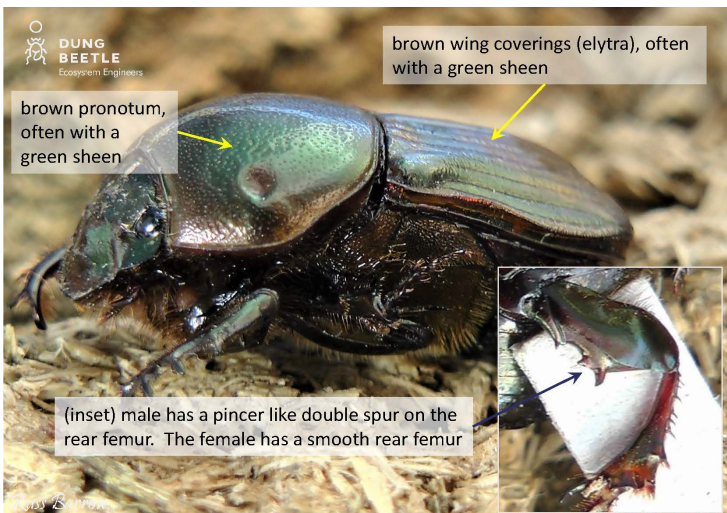 DUNG
BEETLE
Ecosystem Engineers
brown wing coverings (elytra), often
with a green sheen
brown pronotum,
often with a
green sheen
(inset) male has a pincer like double spur on the
rear femur.  The female has a smooth rear femur